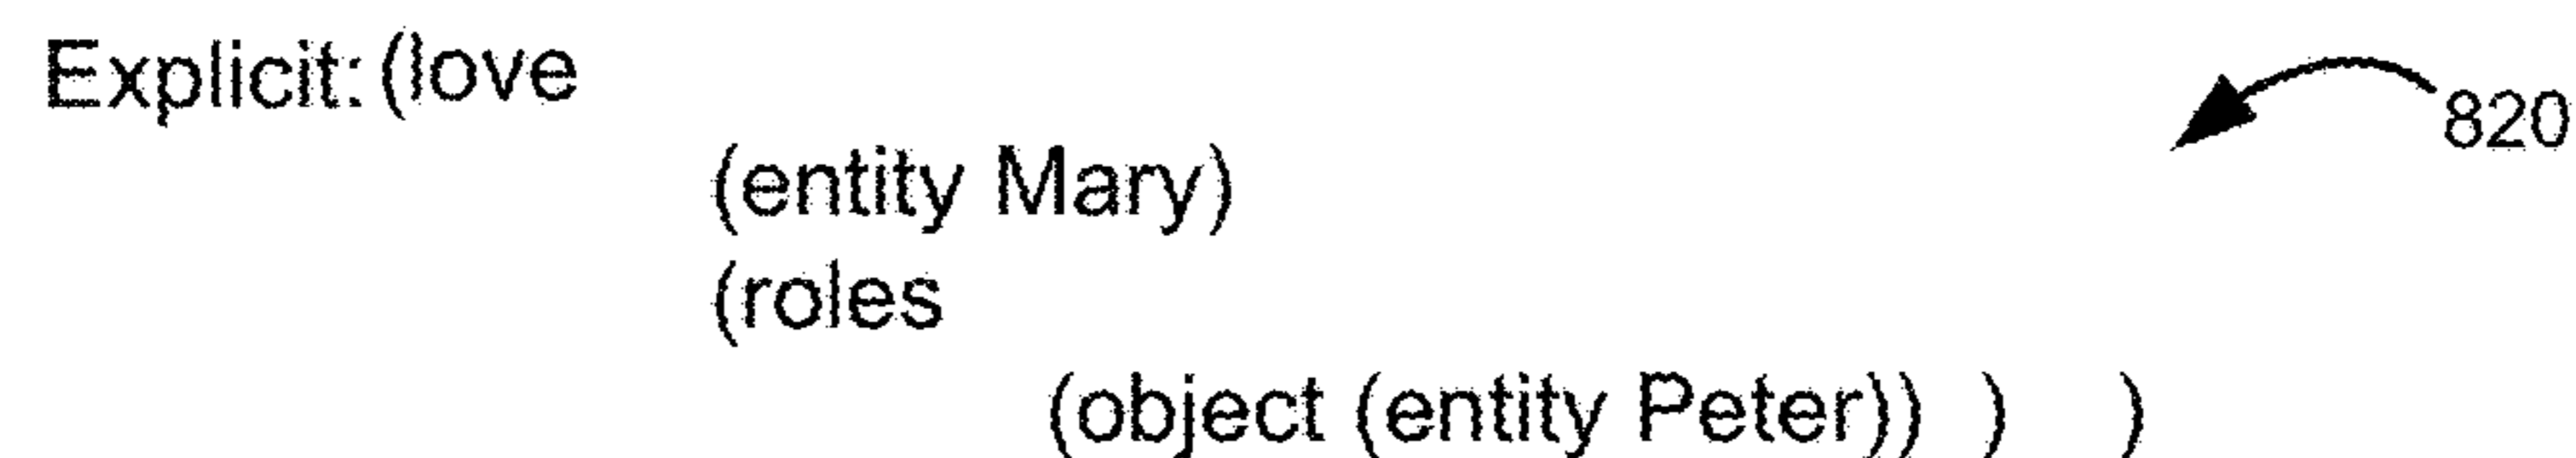 Explicit: (love
820
(entity Mary)
(roles
(object (entity Peter)) ) )